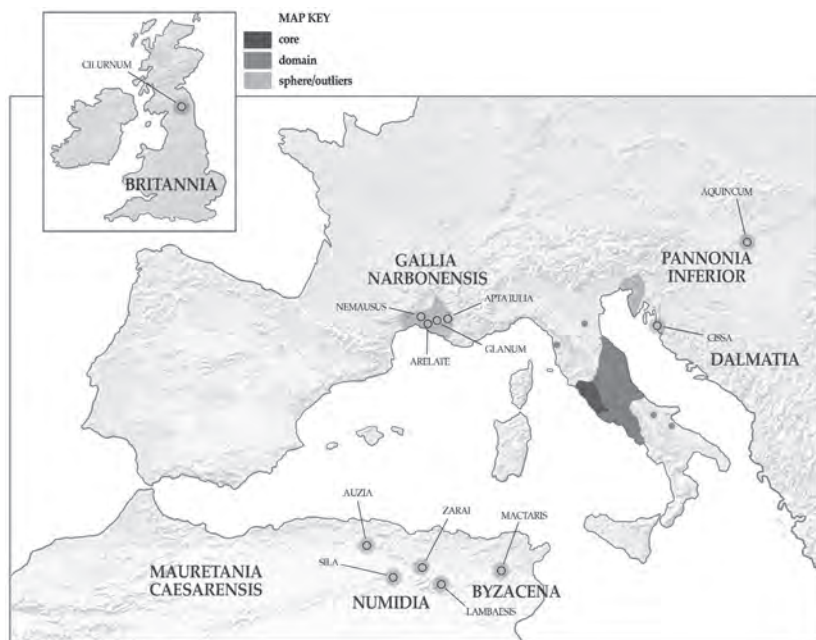 MAP KEY
core
domain
sphere/outliers
CILURNUM
BRITANNIA
AQUINCUM
PANNONIA
INFERIOR
GALLIA
NARBONENSIS
NEMAUSUS
APTA IULIA
GLANUM
ARELATE
CISSA
DALMATIA
AUZIA
ZARAI
MACTARIS
SILA
MAURETANIA
CAESARENSIS
NUMIDIA
BYZACENA
LAMBAESIS